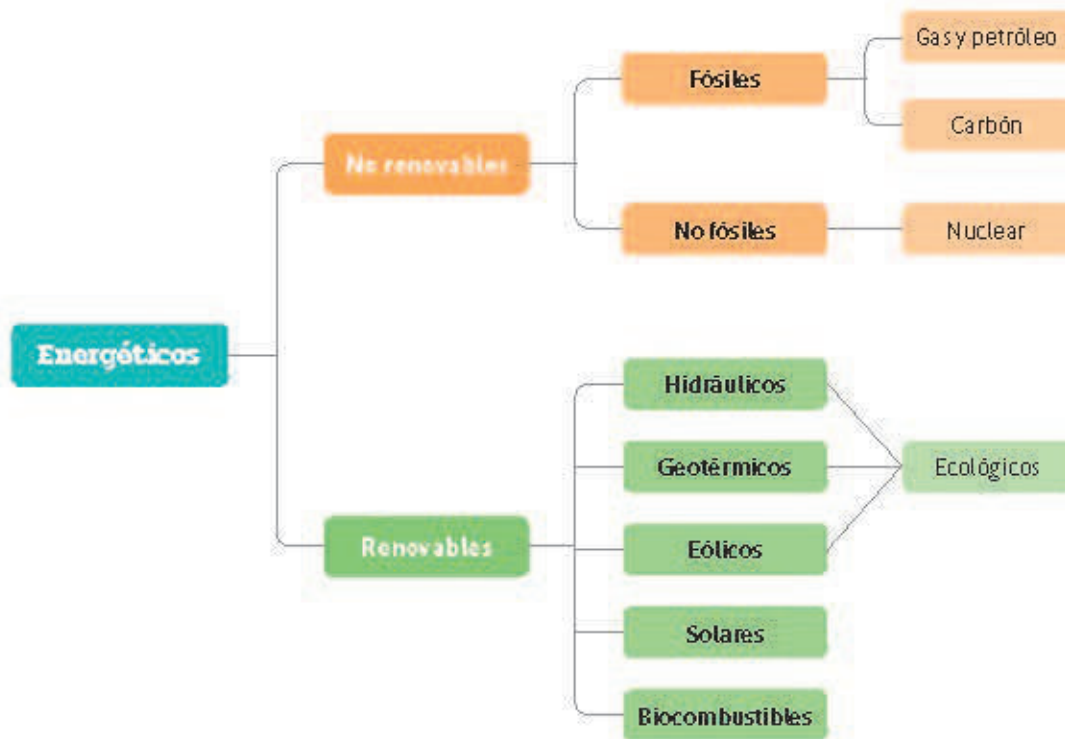 Gas y petróleo
Fósiles
Carbón
No renovables
No fósiles
Nuclear
Energéticos
Hidráulicos
Geotérmicos
Ecológicos
Renovables
Eólicos
Solares
Biocombustibles